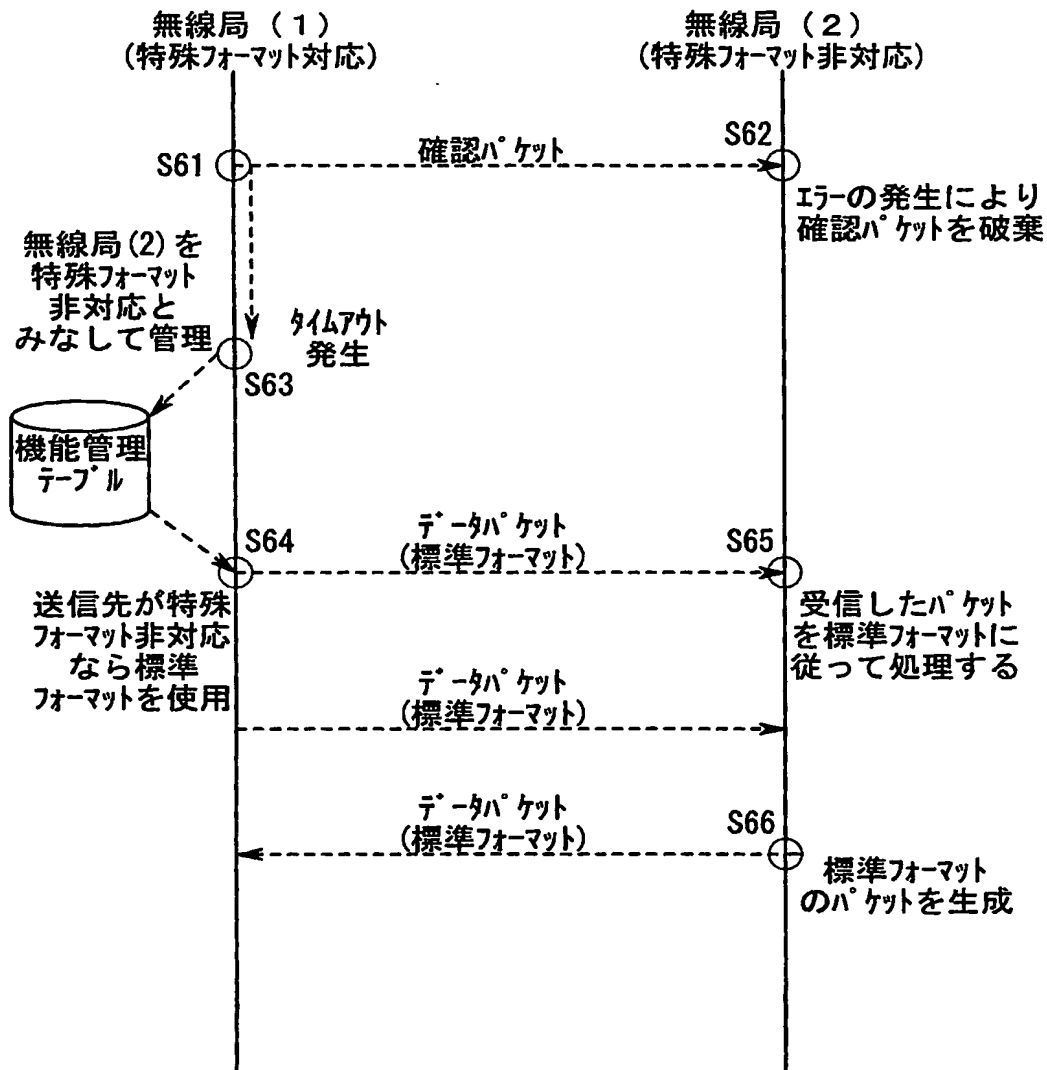 無線局（１）
(特殊ﾌｫｰﾏｯﾄ対応)
無線局（２）
(特殊ﾌｫｰﾏｯﾄ非対応)
S61
確認ﾊﾟｹｯﾄ
S62
ｴﾗｰの発生により
確認ﾊﾟｹｯﾄを破棄
無線局(2)を
特殊ﾌｫｰﾏｯﾄ
非対応と
みなして管理
ﾀｲﾑｱｳﾄ
発生
S63
機能管理
ﾃｰﾌﾞﾙ
S64
ﾃﾞｰﾀﾊﾟｹｯﾄ
(標準ﾌｫｰﾏｯﾄ)
S65
送信先が特殊
ﾌｫｰﾏｯﾄ非対応
なら標準
ﾌｫｰﾏｯﾄを使用
受信したﾊﾟｹｯﾄ
を標準ﾌｫｰﾏｯﾄに
従って処理する
ﾃﾞｰﾀﾊﾟｹｯﾄ
(標準ﾌｫｰﾏｯﾄ)
ﾃﾞｰﾀﾊﾟｹｯﾄ
(標準ﾌｫｰﾏｯﾄ)
S66
標準ﾌｫｰﾏｯﾄ
のﾊﾟｹｯﾄを生成